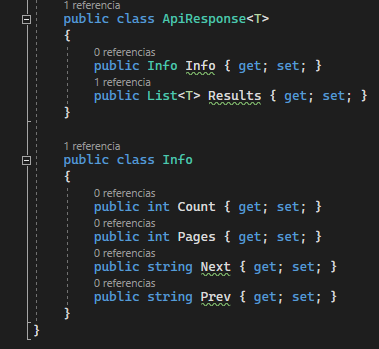 1 referencia
public class ApiResponse<T>
{
0 referencias
public Info Info { get; set; }
1 referencia
public List<T> Results { get; set; }
}
1 referencia
public class Info
{
0 referencias
public int Count { get; set; }
0 referencias
public int Pages { get; set; }
0 referencias
public string Next { get; set; }
0 referencias
public string Prev { get; set; }
}
}